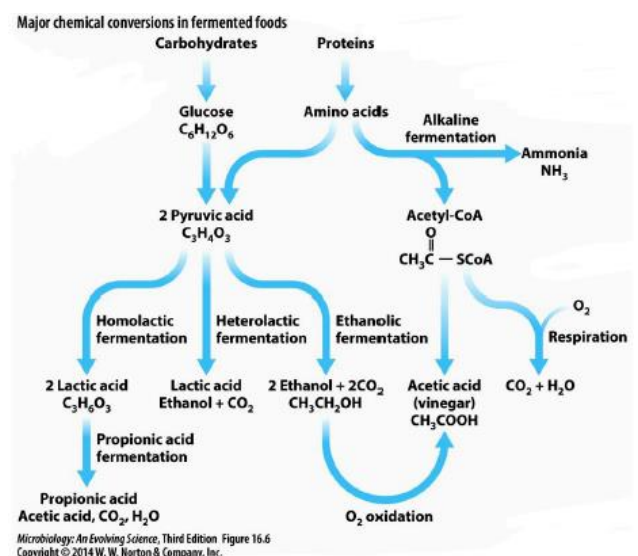 Major chemical conversions in fermented foods
Carbohydrates
Proteins
Glucose
C₆H₁₂O₆
Amino acids
Alkaline
fermentation
Ammonia
NH₃
2 Pyruvic acid
C₃H₄O₃
Acetyl-CoA
O
CH₃C — SCoA
O₂
Respiration
Homolactic
fermentation
Heterolactic
fermentation
Ethanolic
fermentation
2 Lactic acid
C₃H₆O₃
Lactic acid
Ethanol + CO₂
2 Ethanol + 2CO₂
CH₃CH₂OH
Acetic acid
(vinegar)
CH₃COOH
CO₂ + H₂O
Propionic acid
fermentation
Propionic acid
Acetic acid, CO₂, H₂O
O₂ oxidation
Microbiology: An Evolving Science, Third Edition Figure 16.6
Copyright © 2014 W. W. Norton & Company, Inc.